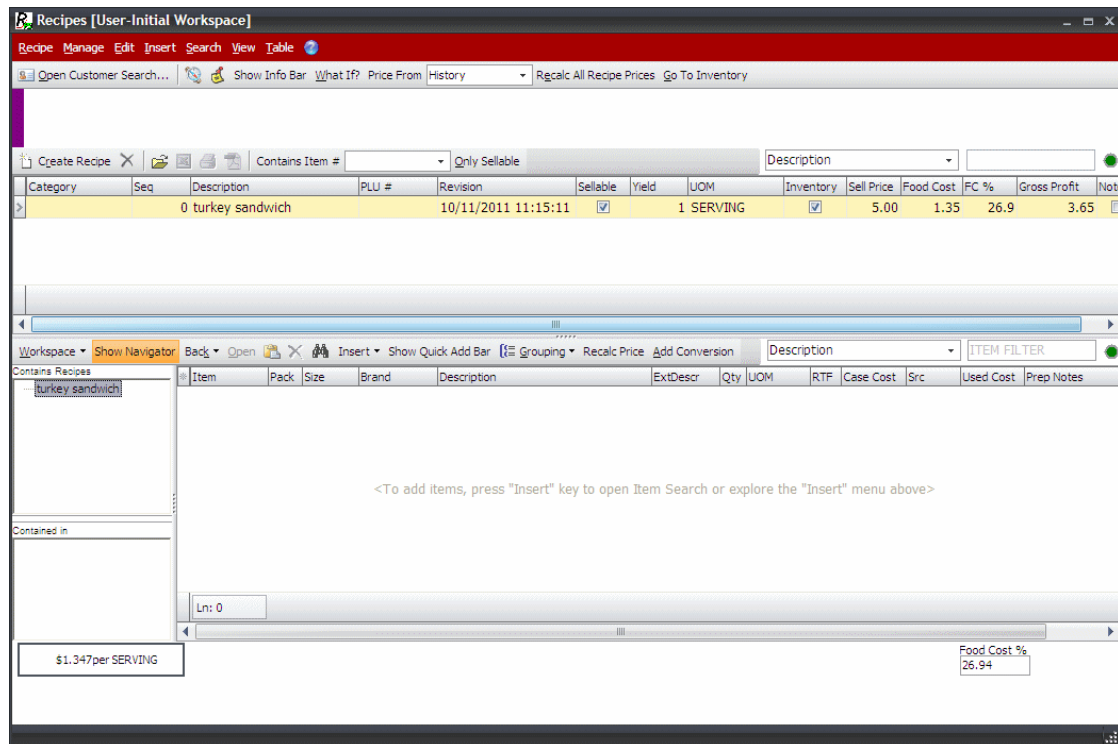 Recipes [User-Initial Workspace]
Recipe Manage Edit Insert Search View Table ?
Open Customer Search... Show Info Bar What If? Price From History Recalc All Recipe Prices Go To Inventory
Create Recipe Contains Item # Only Sellable Description
Category Seq Description PLU # Revision Sellable Yield UOM Inventory Sell Price Food Cost FC % Gross Profit Not
0 turkey sandwich 10/11/2011 11:15:11 1 SERVING 5.00 1.35 26.9 3.65
Workspace Show Navigator Back Open Insert Show Quick Add Bar Grouping Recalc Price Add Conversion Description ITEM FILTER
Contains Recipes
Item Pack Size Brand Description ExtDescr Qty UOM RTF Case Cost Src Used Cost Prep Notes
turkey sandwich
<To add items, press "Insert" key to open Item Search or explore the "Insert" menu above>
Contained in
Ln: 0
$1.347per SERVING
Food Cost %
26.94